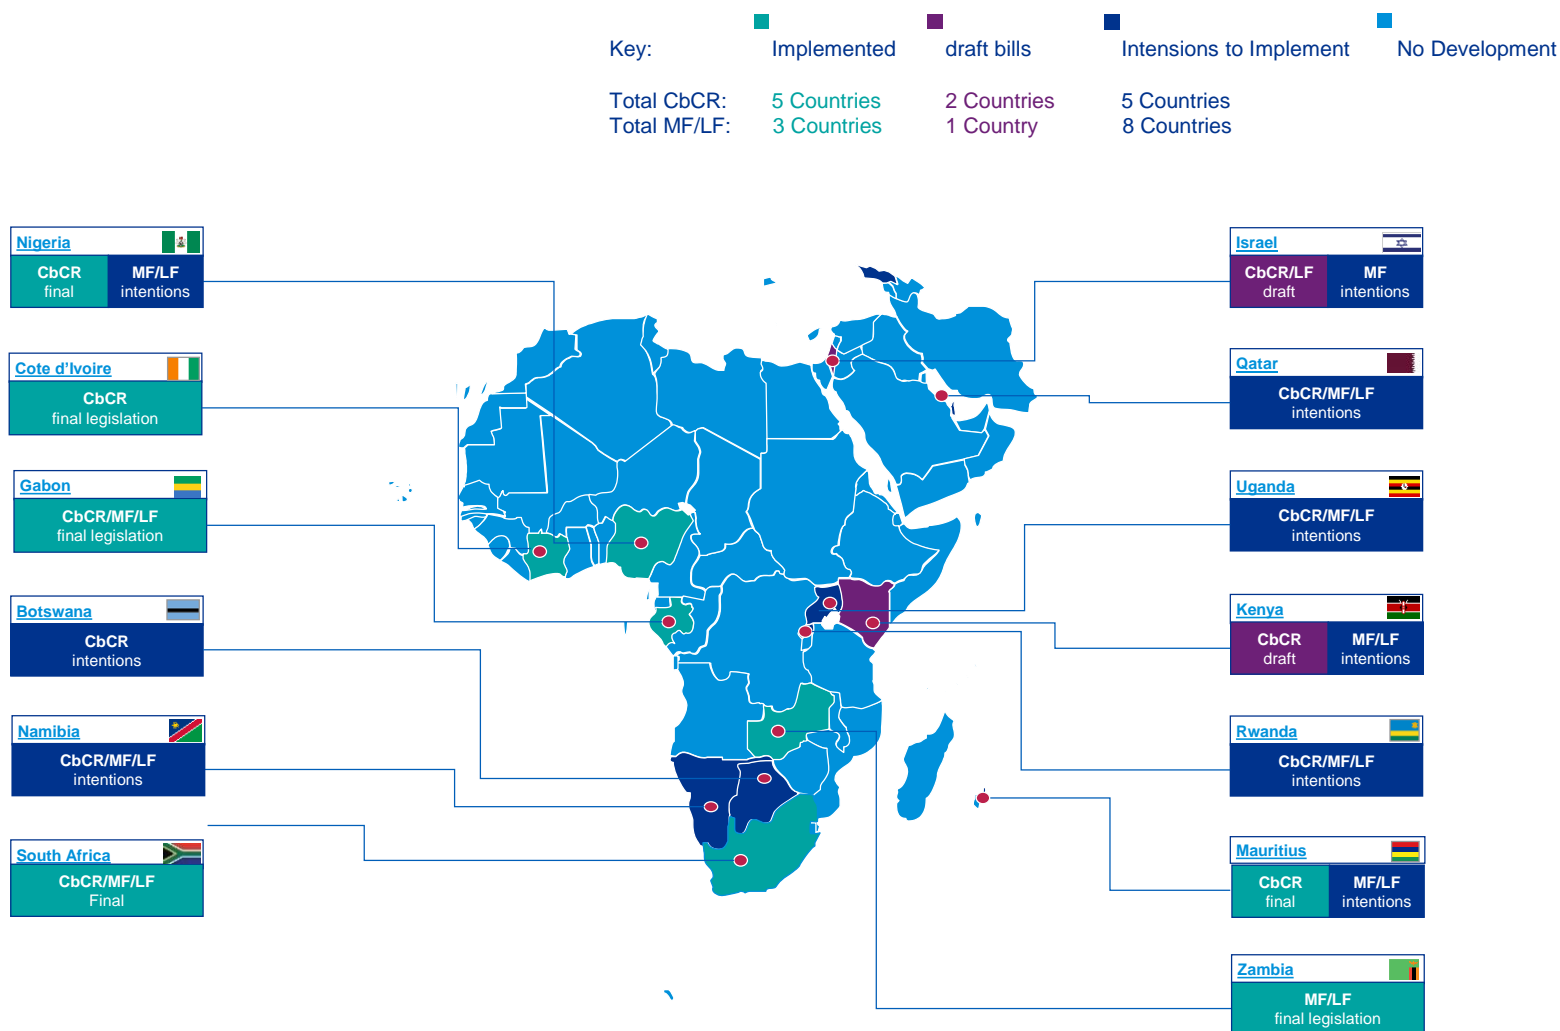 Key: Implemented draft bills Intensions to Implement No Development
Total CbCR: 5 Countries 2 Countries 5 Countries
Total MF/LF: 3 Countries 1 Country 8 Countries
Nigeria
CbCR MF/LF
final intentions
Cote d'Ivoire
CbCR
final legislation
Gabon
CbCR/MF/LF
final legislation
Botswana
CbCR
intentions
Namibia
CbCR/MF/LF
intentions
South Africa
CbCR/MF/LF
Final
Israel
CbCR/LF MF
draft intentions
Qatar
CbCR/MF/LF
intentions
Uganda
CbCR/MF/LF
intentions
Kenya
CbCR MF/LF
draft intentions
Rwanda
CbCR/MF/LF
intentions
Mauritius
CbCR MF/LF
final intentions
Zambia
MF/LF
final legislation